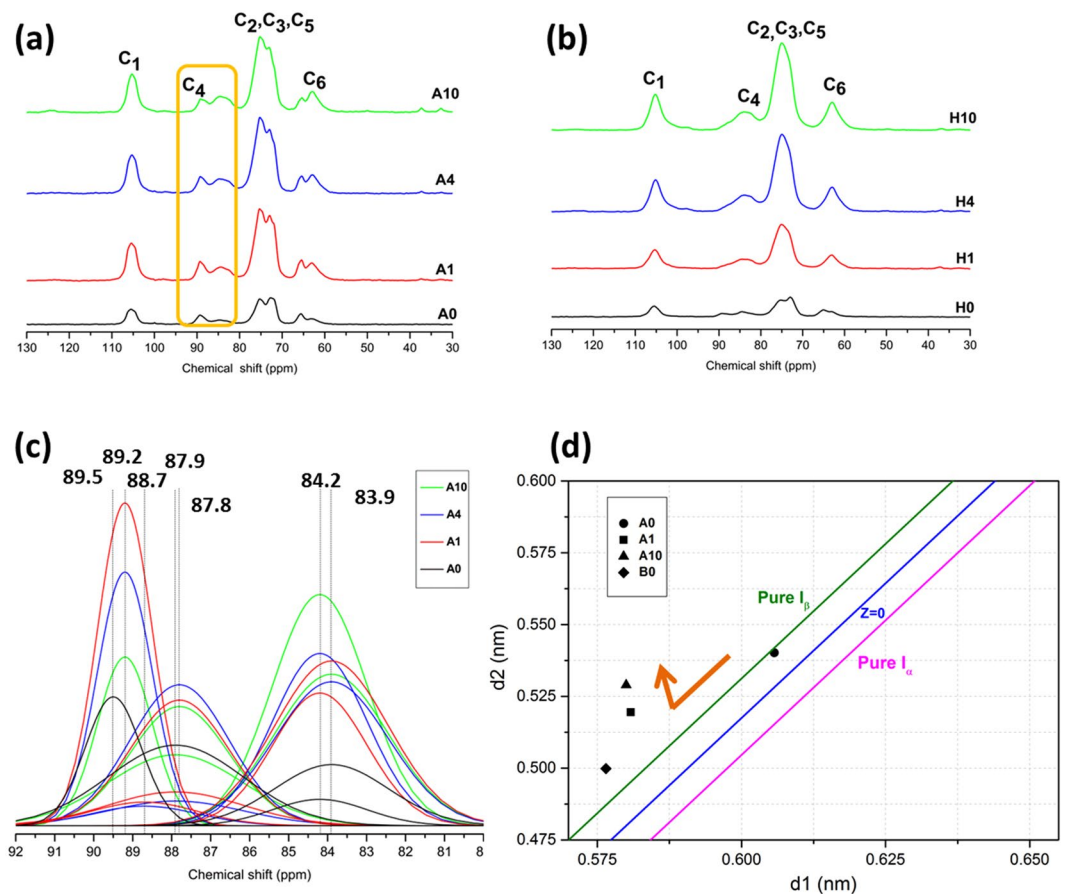 (a)
C2,C3,C5
C1
C4
C6
A10
A4
A1
A0
130 120 110 100 90 80 70 60 50 40 30
Chemical shift (ppm)
(b)
C2,C3,C5
C1
C4
C6
H10
H4
H1
H0
130 120 110 100 90 80 70 60 50 40 30
Chemical shift (ppm)
(c)
89.2 87.9
89.5 88.7 84.2
87.8 83.9
A10
A4
A1
A0
92 91 90 89 88 87 86 85 84 83 82 81 8
Chemical shift (ppm)
(d)
0.600
0.575
0.550
0.525
0.500
0.475
d2 (nm)
A0
A1
A10
B0
Pure Iβ
Z=0
Pure Iα
0.575 0.600 0.625 0.650
d1 (nm)